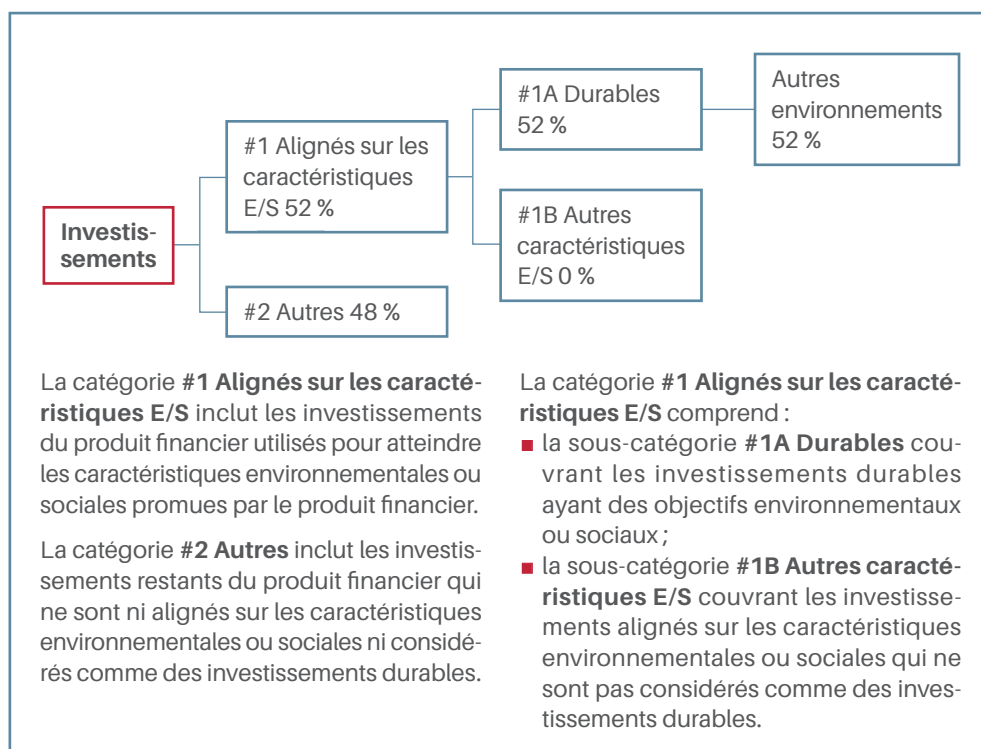 Investis-
sements
#1 Alignés sur les
caractéristiques
E/S 52 %
#2 Autres 48 %
#1A Durables
52 %
#1B Autres
caractéristiques
E/S 0 %
Autres
environnements
52 %
La catégorie #1 Alignés sur les caracté-
ristiques E/S inclut les investissements
du produit financier utilisés pour atteindre
les caractéristiques environnementales ou
sociales promues par le produit financier.
La catégorie #2 Autres inclut les investis-
sements restants du produit financier qui
ne sont ni alignés sur les caractéristiques
environnementales ou sociales ni considé-
rés comme des investissements durables.
La catégorie #1 Alignés sur les caracté-
ristiques E/S comprend :
■ la sous-catégorie #1A Durables cou-
vrant les investissements durables
ayant des objectifs environnementaux
ou sociaux ;
■ la sous-catégorie #1B Autres caracté-
ristiques E/S couvrant les investisse-
ments alignés sur les caractéristiques
environnementales ou sociales qui ne
sont pas considérés comme des inves-
tissements durables.